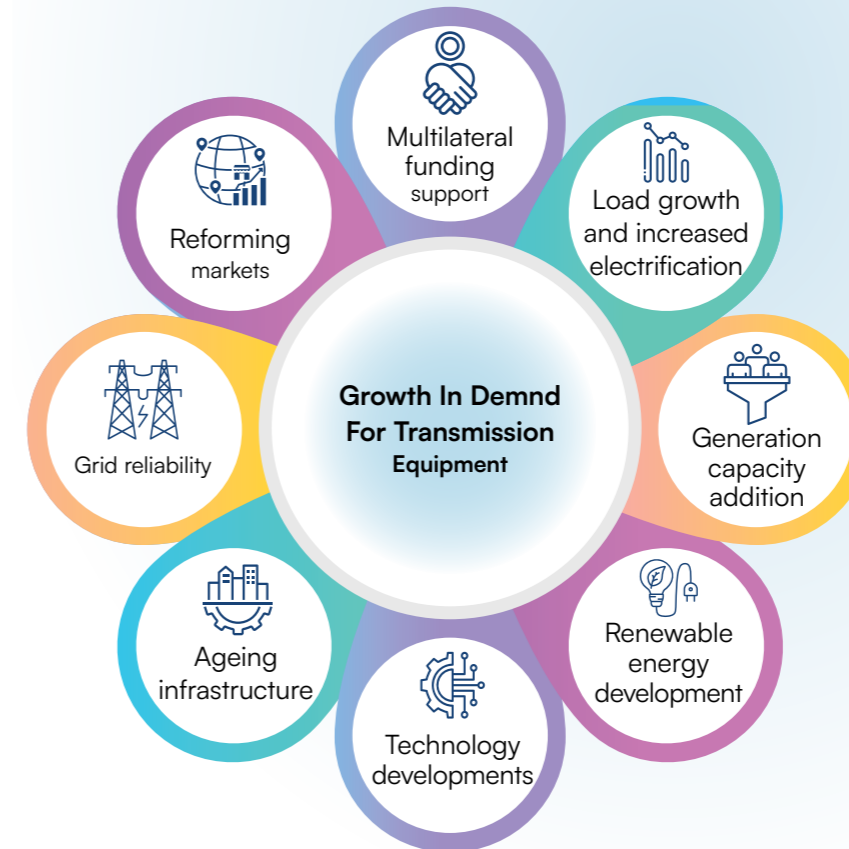 Multilateral
funding
support
Load growth
and increased
electrification
Generation
capacity
addition
Renewable
energy
development
Technology
developments
Ageing
infrastructure
Grid reliability
Reforming
markets
Growth In Demnd
For Transmission
Equipment